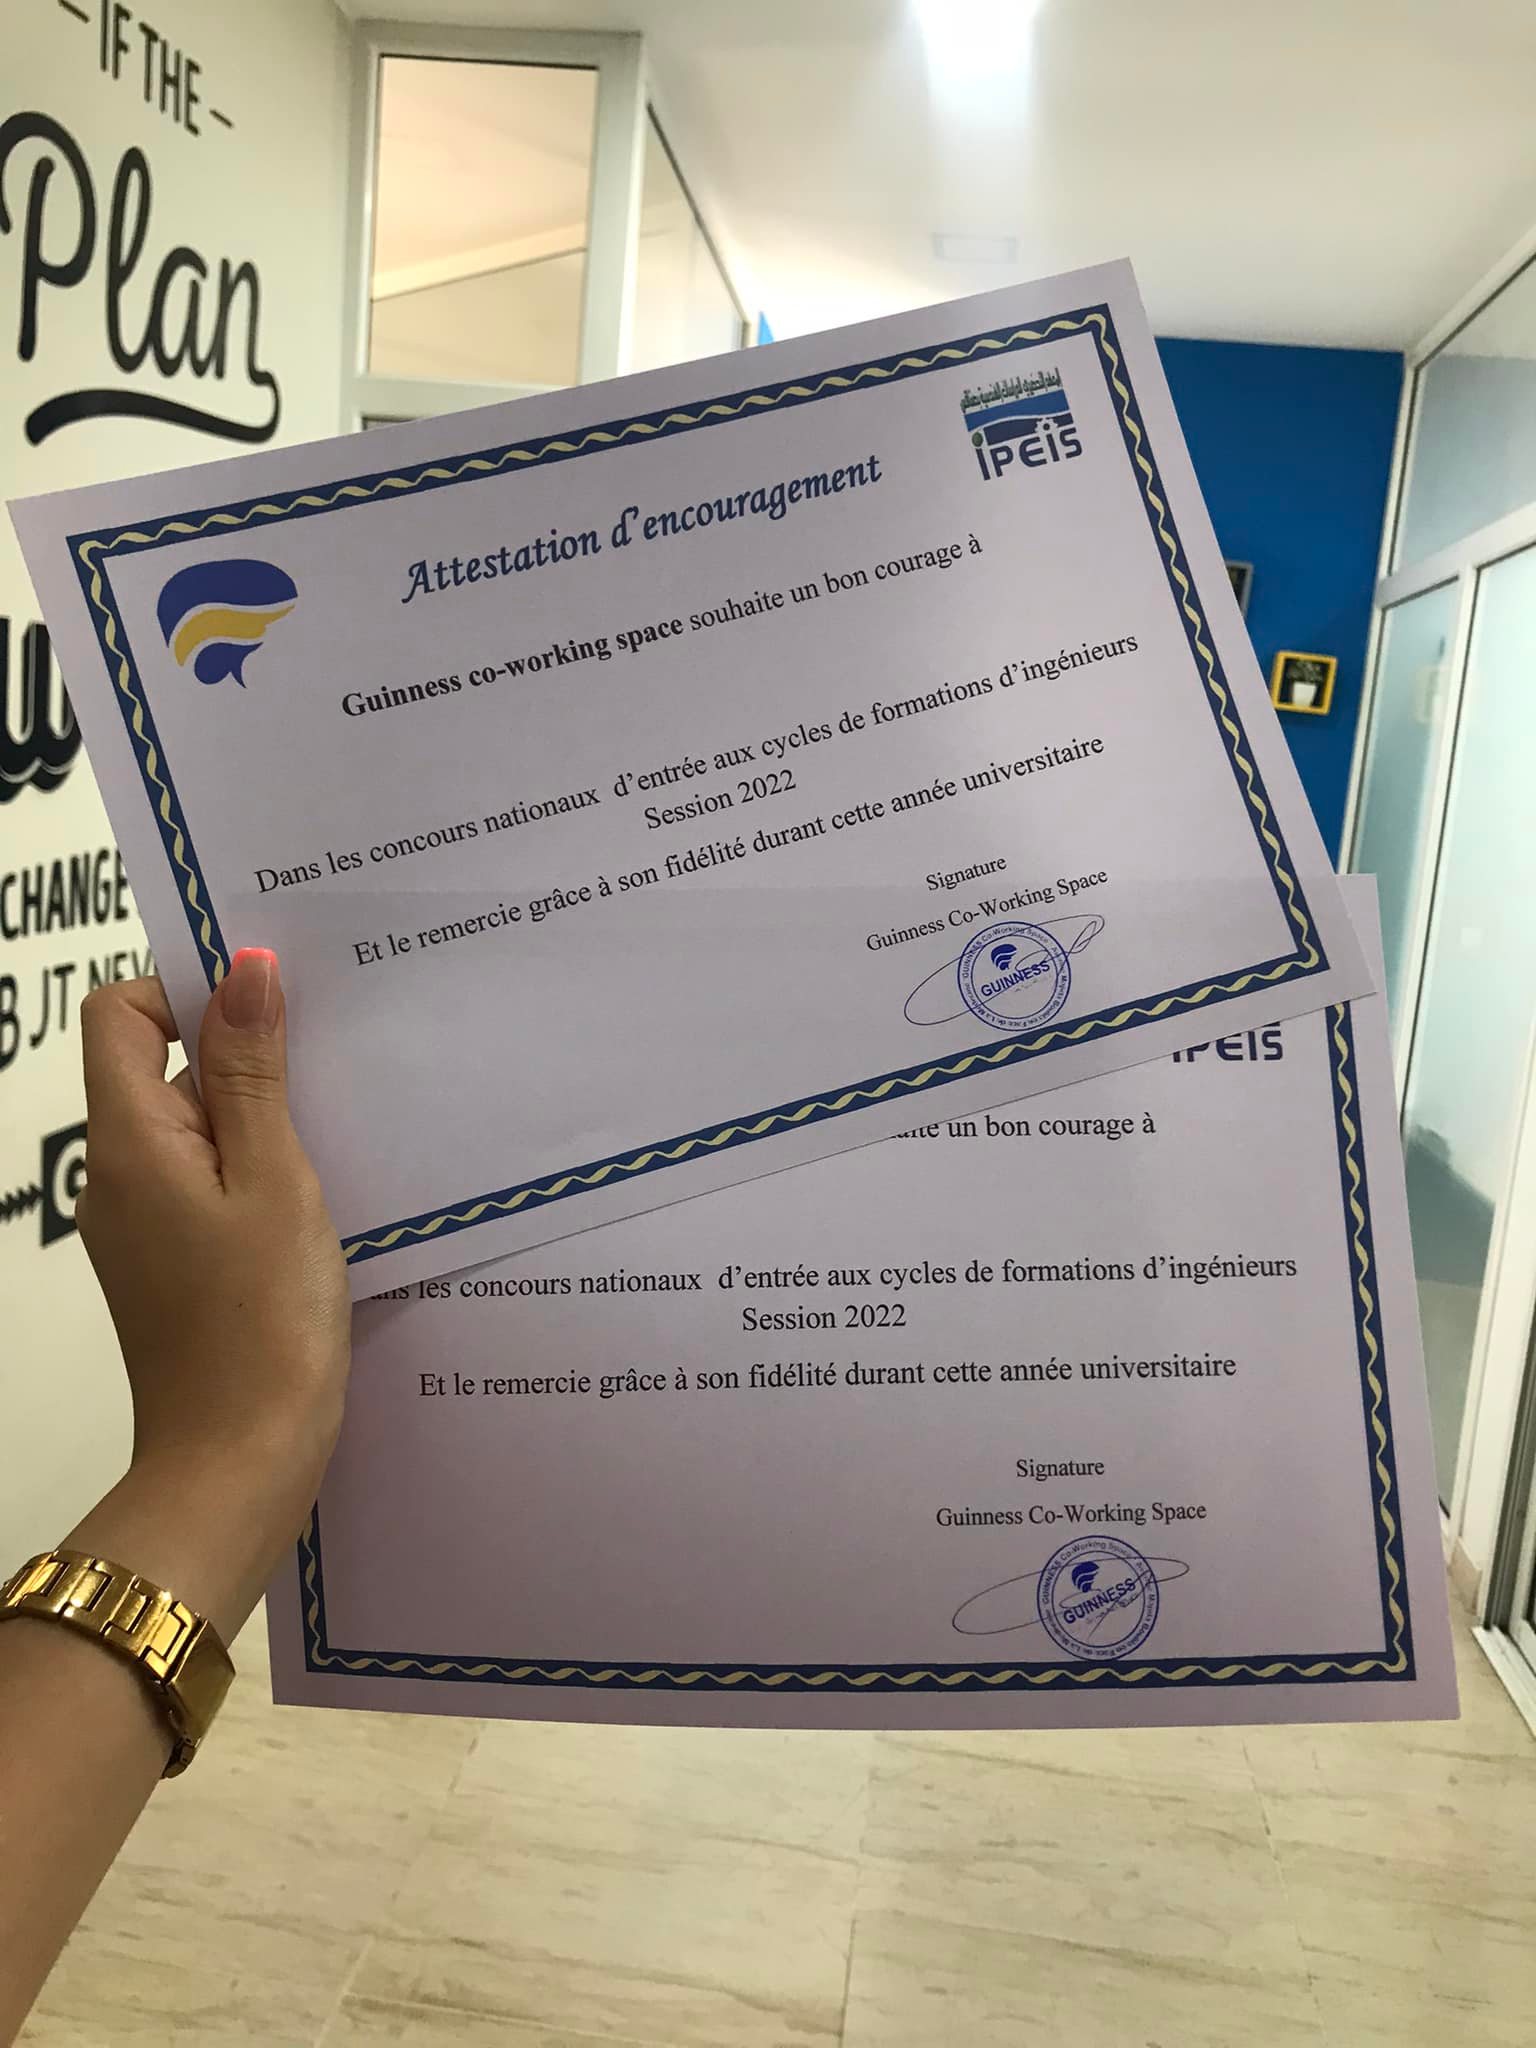 IF THE
Plan
CHANGE
B JT NEV
IPEIS
Attestation d'encouragement
Guinness co-working space souhaite un bon courage à
Dans les concours nationaux d'entrée aux cycles de formations d'ingénieurs
Session 2022
Et le remercie grâce à son fidélité durant cette année universitaire
Signature
Guinness Co-Working Space
GUINNESS
IPEIS
un bon courage à
les concours nationaux d'entrée aux cycles de formations d'ingénieurs
Session 2022
Et le remercie grâce à son fidélité durant cette année universitaire
Signature
Guinness Co-Working Space
GUINNESS